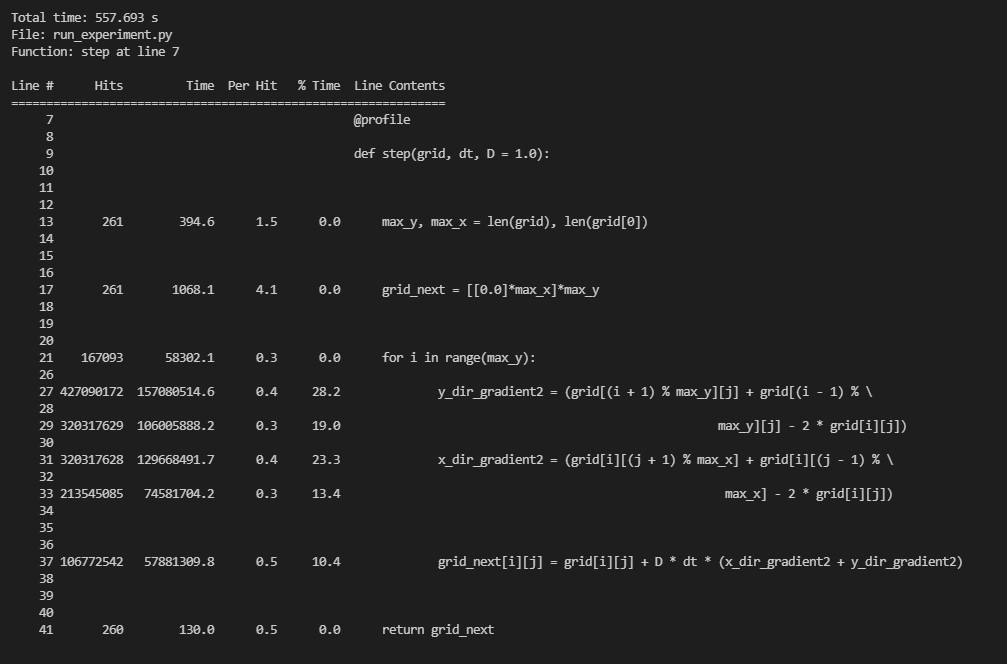 Total time: 557.693 s
File: run_experiment.py
Function: step at line 7
Line #      Hits         Time  Per Hit   % Time  Line Contents
==============================================================
     7                                           @profile
     8
     9                                           def step(grid, dt, D = 1.0):
    10
    11
    12
    13       261        394.6      1.5      0.0      max_y, max_x = len(grid), len(grid[0])
    14
    15
    16
    17       261       1068.1      4.1      0.0      grid_next = [[0.0]*max_x]*max_y
    18
    19
    20
    21    167093      58302.1      0.3      0.0      for i in range(max_y):
    26
    27 427090172  157080514.6      0.4     28.2              y_dir_gradient2 = (grid[(i + 1) % max_y][j] + grid[(i - 1) % \
    28
    29 320317629  106005888.2      0.3     19.0                                                      max_y][j] - 2 * grid[i][j])
    30
    31 320317628  129668491.7      0.4     23.3              x_dir_gradient2 = (grid[i][(j + 1) % max_x] + grid[i][(j - 1) % \
    32
    33 213545085   74581704.2      0.3     13.4                                                       max_x] - 2 * grid[i][j])
    34
    35
    36
    37 106772542   57881309.8      0.5     10.4              grid_next[i][j] = grid[i][j] + D * dt * (x_dir_gradient2 + y_dir_gradient2)
    38
    39
    40
    41       260        130.0      0.5      0.0      return grid_next